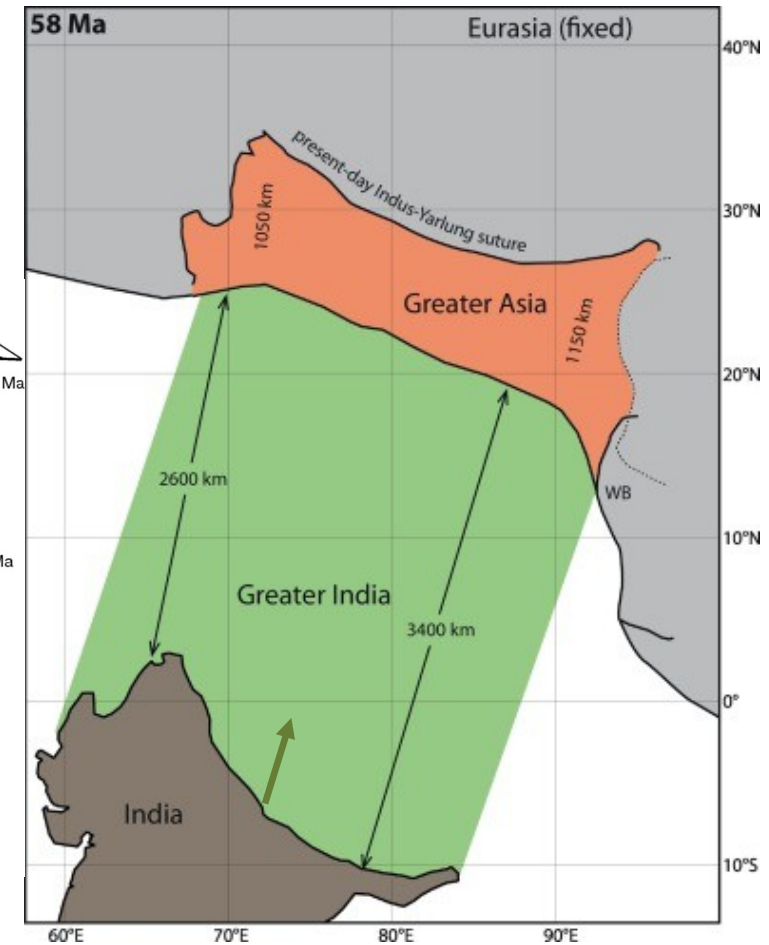 58 Ma
Eurasia (fixed)
40°N
present-day Indus-Yarlung suture
30°N
1050 km
Greater Asia
1150 km
20°N
Ma
2600 km
WB
10°N
Ma
Greater India
3400 km
0°
India
10°S
60°E
70°E
80°E
90°E